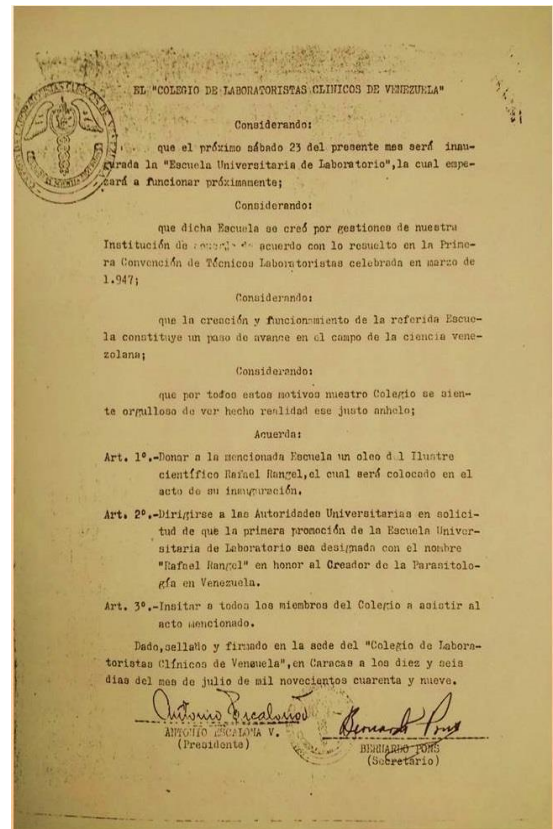 EL "COLEGIO DE LABORATORISTAS CLINICOS DE VENEZUELA"
Considerando:
que el próximo sábado 23 del presente mes será inau-
gurada la "Escuela Universitaria de Laboratorio",la cual empe-
zará a funcionar próximamente;
Considerando:
que dicha Escuela se creó por gestiones de nuestra
Institución de acuerdo con lo resuelto en la Prime-
ra Convención de Técnicos Laboratoristas celebrada en marzo de
1.947;
Considerando:
que la creación y funcionamiento de la referida Escue-
la constituye un paso de avance en el campo de la ciencia vene-
zolana;
Considerando:
que por todos estos motivos nuestro Colegio se sien-
te orgulloso de ver hecho realidad ese justo anhelo;
Acuerda:
Art. 1º.-Donar a la mencionada Escuela un oleo del Ilustre
científico Rafael Rangel,el cual será colocado en el
acto de su inauguración.
Art. 2º.-Dirigirse a las Autoridades Universitarias en solici-
tud de que la primera promoción de la Escuela Univer-
sitaria de Laboratorio sea designada con el nombre
"Rafael Rangel" en honor al Creador de la Parasitolo-
gía en Venezuela.
Art. 3º.-Insitar a todos los miembros del Colegio a asistir al
acto mencionado.
Dado,sellado y firmado en la sede del "Colegio de Labora-
toristas Clínicos de Vensuela",en Caracas a los diez y seis
dias del mes de julio de mil novecientos cuarenta y nueve.
Antonio Escalona Bernardo Pons
ANTONIO ESCALONA V. BERNARDO PONS
(Presidente) (Secretario)